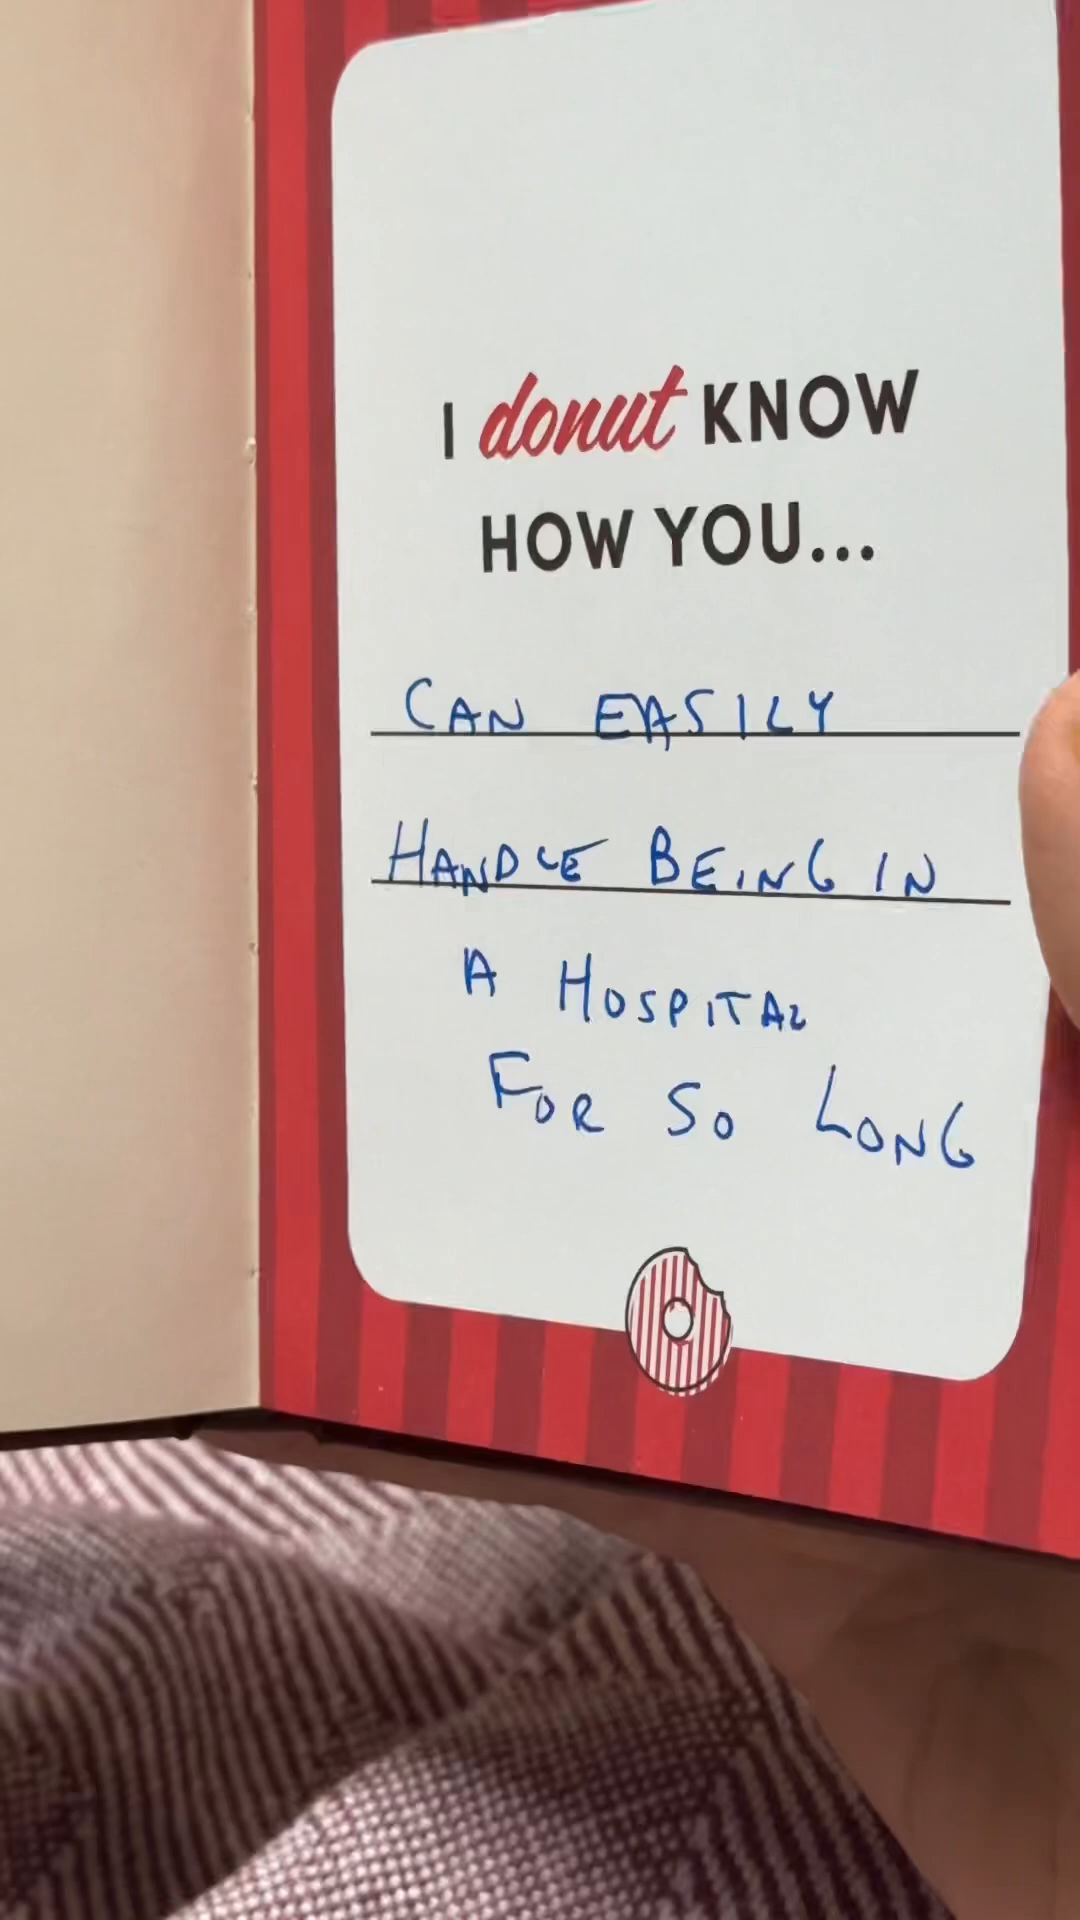 I donut KNOW
HOW YOU...
CAN EASILY
HANDLE BEING IN
A HOSPITAL
FOR SO LONG